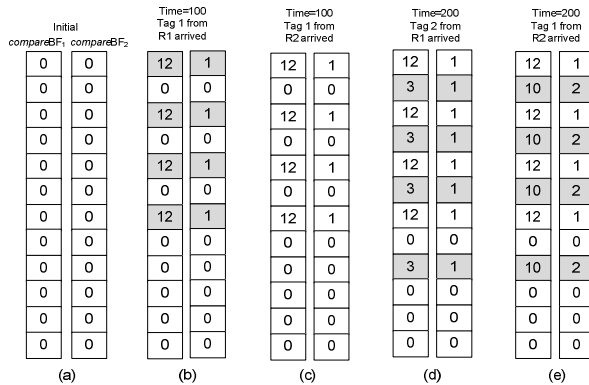 Initial
compareBF1 compareBF2
Time=100
Tag 1 from
R1 arrived
Time=100
Tag 1 from
R2 arrived
Time=200
Tag 2 from
R1 arrived
Time=200
Tag 1 from
R2 arrived
0 0 12 1 12 1 12 1 12 1
0 0 0 0 0 0 3 1 10 2
0 0 12 1 12 1 12 1 12 1
0 0 0 0 0 0 3 1 10 2
0 0 12 1 12 1 12 1 12 1
0 0 0 0 0 0 3 1 10 2
0 0 12 1 12 1 12 1 12 1
0 0 0 0 0 0 0 0 0 0
0 0 0 0 0 0 3 1 10 2
0 0 0 0 0 0 0 0 0 0
0 0 0 0 0 0 0 0 0 0
0 0 0 0 0 0 0 0 0 0
(a) (b) (c) (d) (e)